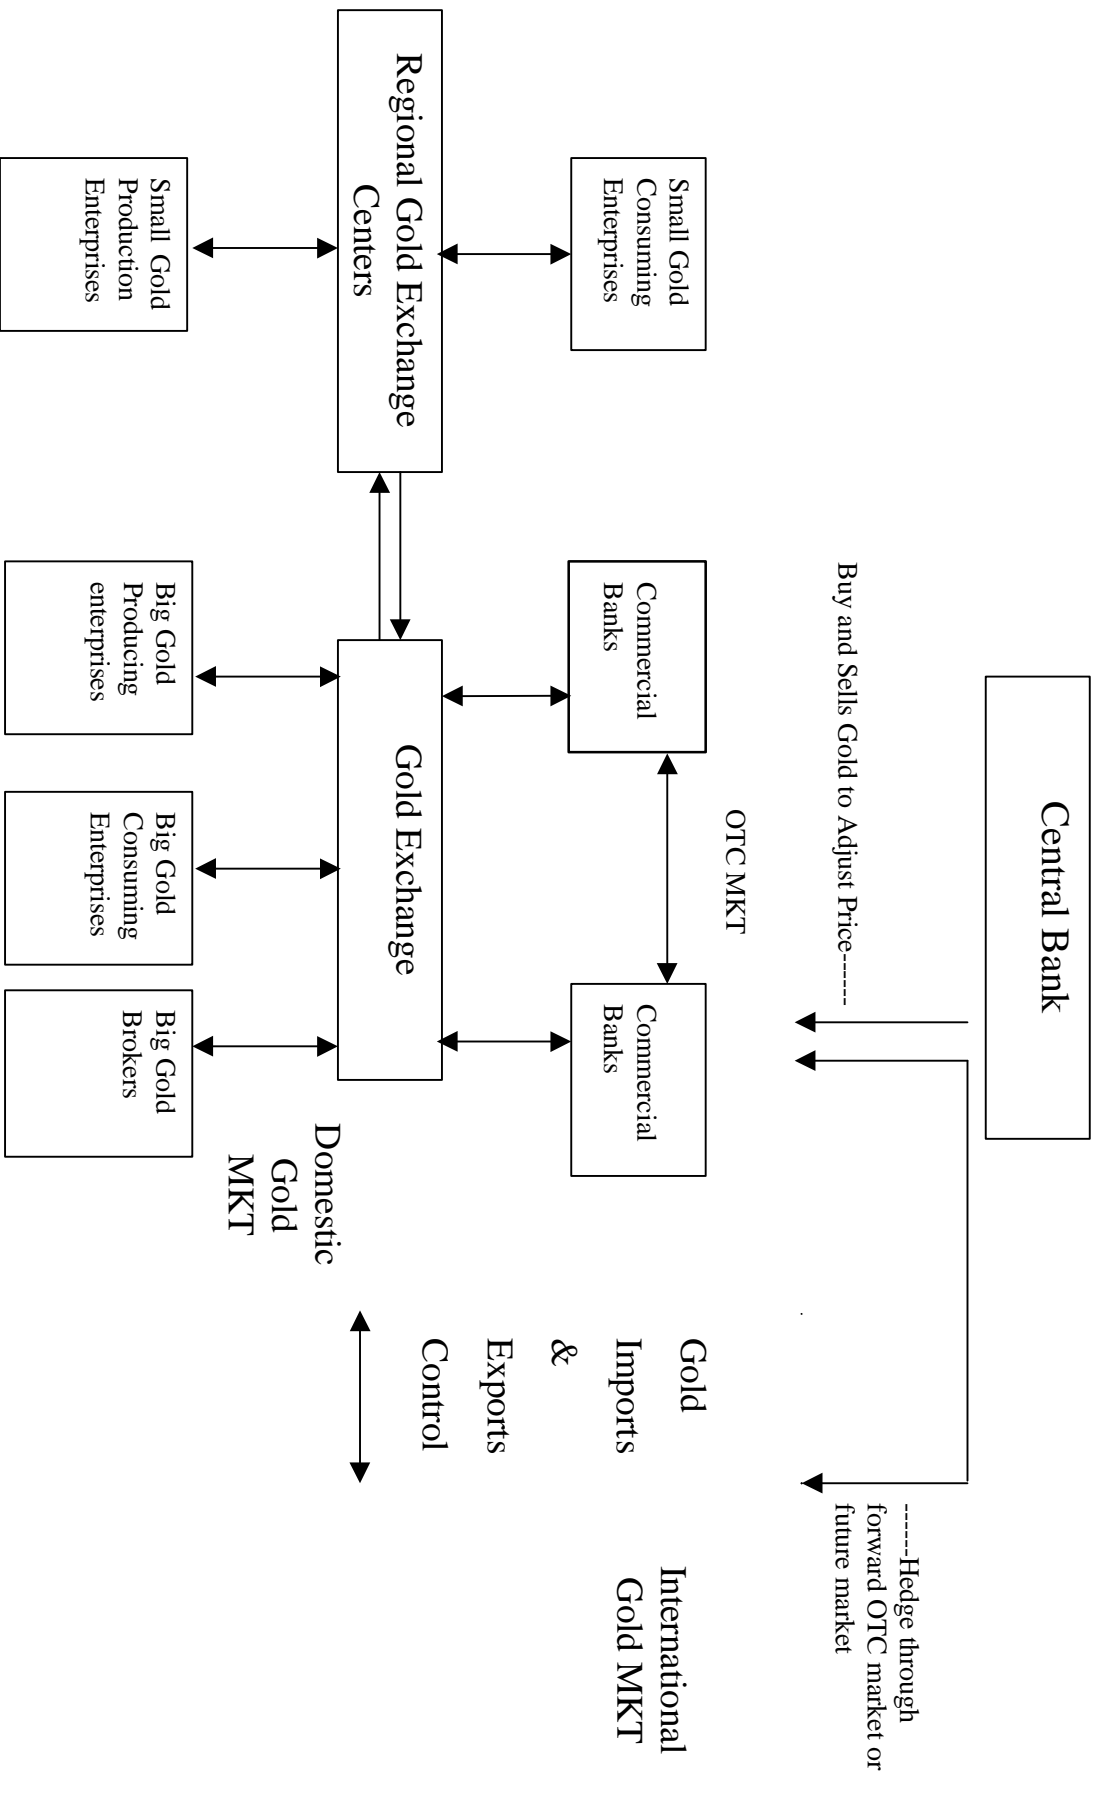 Central Bank
Buy and Sells Gold to Adjust Price-------
------Hedge through
forward OTC market or
future market
OTC MKT
Small Gold
Consuming
Enterprises
Commercial
Banks
Commercial
Banks
Gold
Imports
&
Exports
Control
International
Gold MKT
Regional Gold Exchange
Centers
Gold Exchange
Domestic
Gold
MKT
Small Gold
Production
Enterprises
Big Gold
Producing
enterprises
Big Gold
Consuming
Enterprises
Big Gold
Brokers